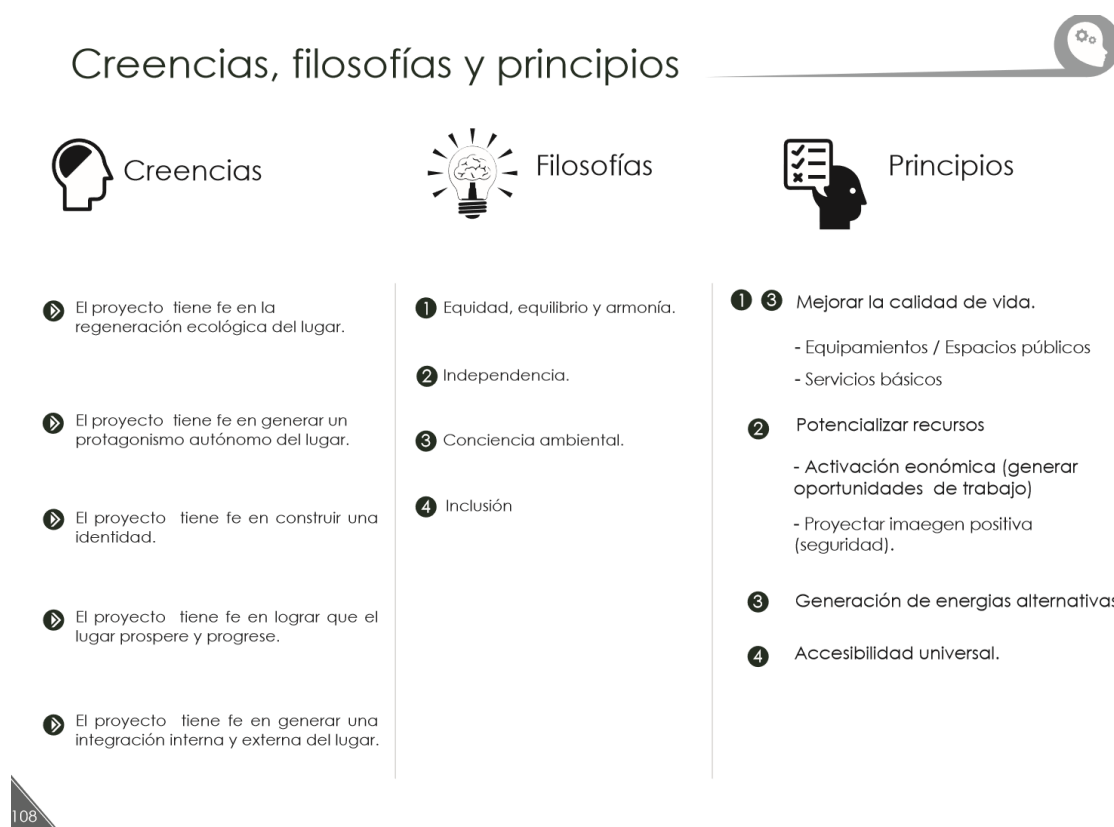 Creencias, filosofías y principios
Creencias
El proyecto tiene fe en la
regeneración ecológica del lugar.
El proyecto tiene fe en generar un
protagonismo autónomo del lugar.
El proyecto tiene fe en construir una
identidad.
El proyecto tiene fe en lograr que el
lugar prospere y progrese.
El proyecto tiene fe en generar una
integración interna y externa del lugar.
Filosofías
1 Equidad, equilibrio y armonía.
2 Independencia.
3 Conciencia ambiental.
4 Inclusión
Principios
1 3 Mejorar la calidad de vida.
- Equipamientos / Espacios públicos
- Servicios básicos
2 Potencializar recursos
- Activación eonómica (generar
oportunidades de trabajo)
- Proyectar imaegen positiva
(seguridad).
3 Generación de energias alternativas
4 Accesibilidad universal.
108